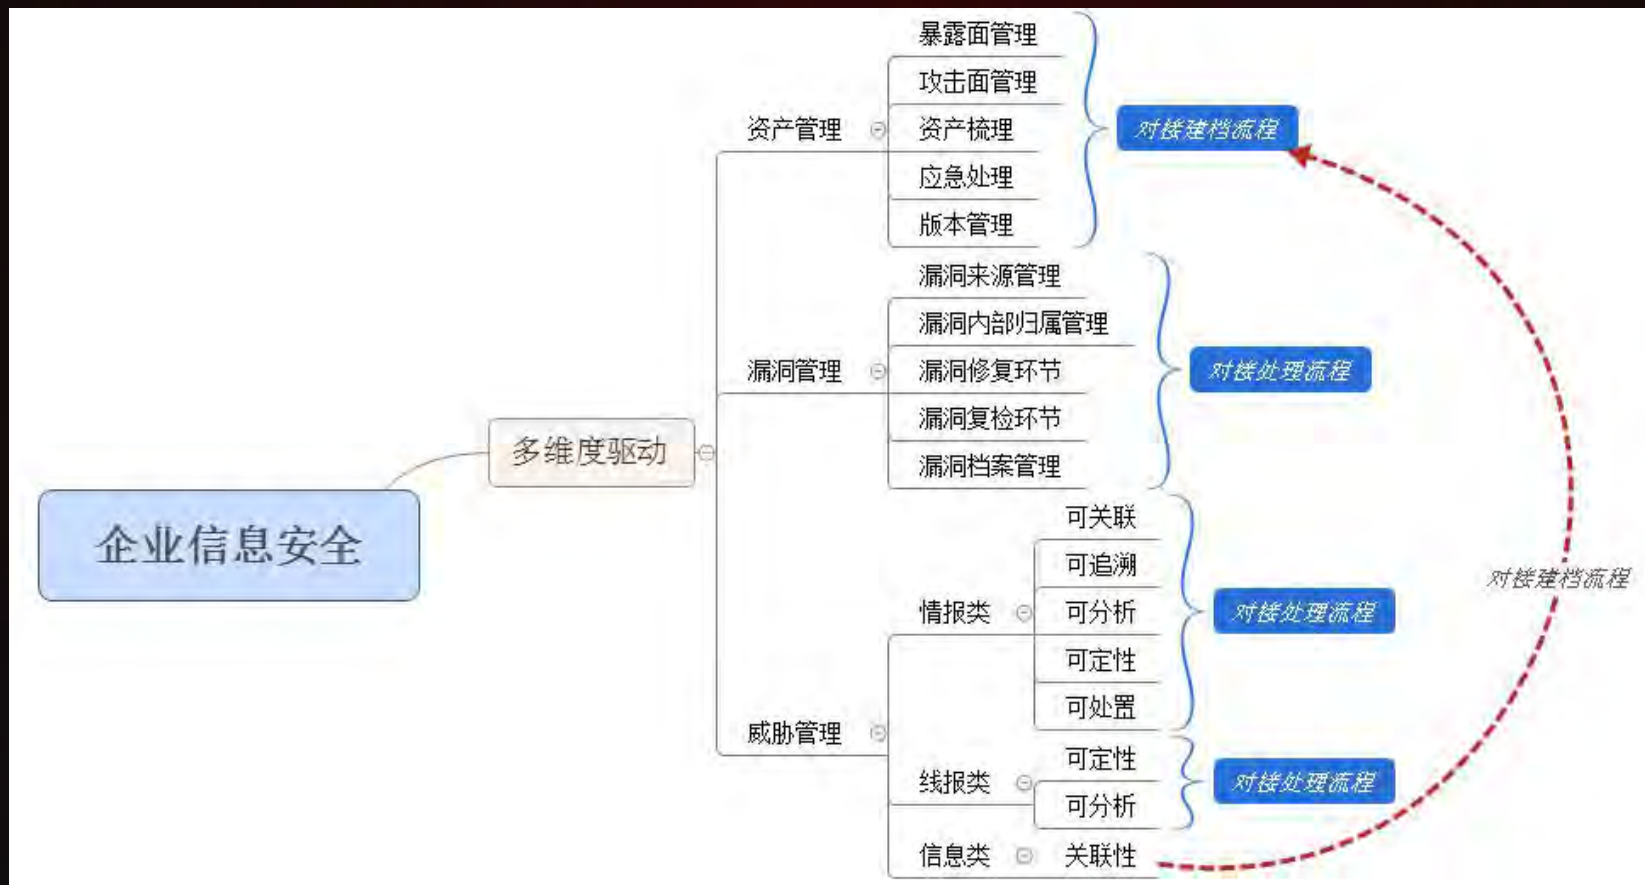 企业信息安全
多维度驱动
资产管理
暴露面管理
攻击面管理
资产梳理
应急处理
版本管理
对接建档流程
漏洞管理
漏洞来源管理
漏洞内部归属管理
漏洞修复环节
漏洞复检环节
漏洞档案管理
对接处理流程
威胁管理
情报类
可关联
可追溯
可分析
可定性
可处置
对接处理流程
线报类
可定性
可分析
对接处理流程
信息类
关联性
对接建档流程